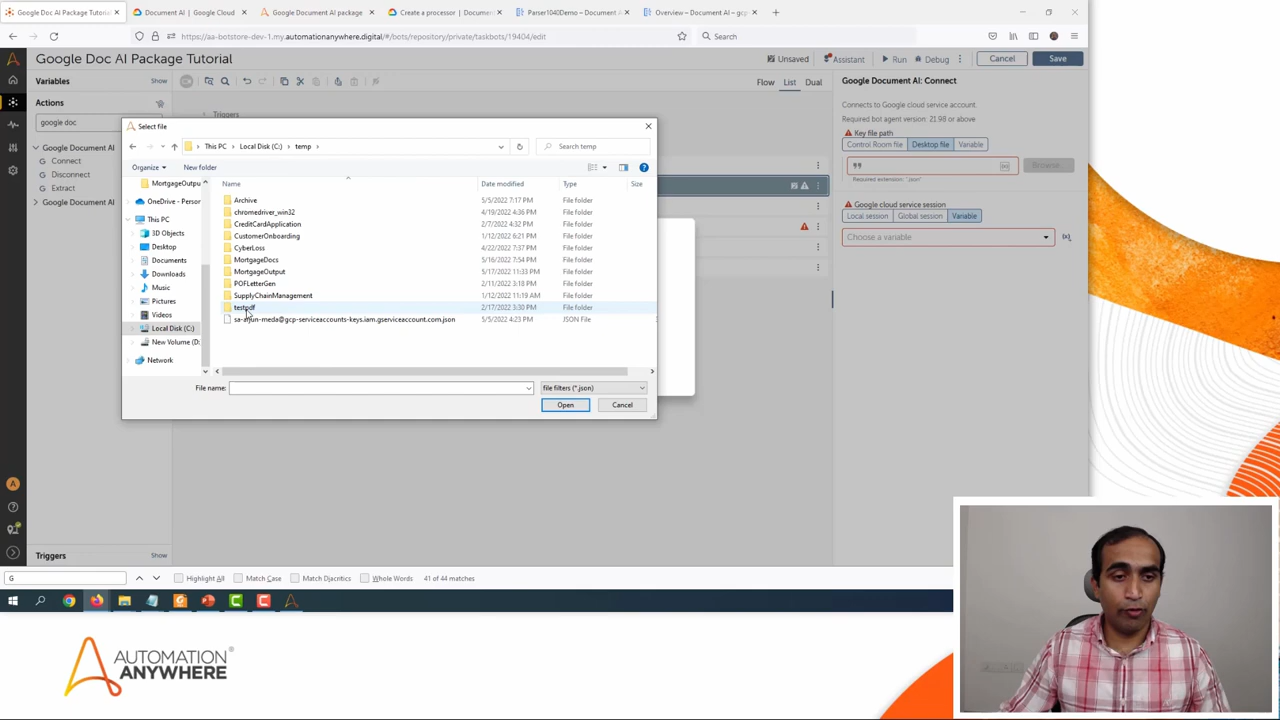 Google Doc AI Package Tutorial
Document AI | Google Cloud
Google Document AI package
Create a processor | Document
Parser1040Demo – Document A
Overview – Document AI – gcp
https://aa-botstore-dev-1.my.automationanywhere.digital/#/bots/repository/private/taskbots/19404/edit
Search
Google Doc AI Package Tutorial
Unsaved
Assistant
Run
Debug
Cancel
Save
Variables
Show
Flow
List
Dual
Google Document AI: Connect
Actions
Triggers
google doc
Connects to Google cloud service account.
Required bot agent version: 21.98 or above
Key file path
Control Room file
Desktop file
Variable
Browse...
Required extension: ".json"
Google cloud service session
Local session
Global session
Variable
Choose a variable
(x)
Google Document AI
Connect
Disconnect
Extract
Google Document AI
Select file
This PC
Local Disk (C:)
temp
Search temp
Organize
New folder
Name
Date modified
Type
Size
MortgageOutpu
OneDrive - Person
This PC
3D Objects
Desktop
Documents
Downloads
Music
Pictures
Videos
Local Disk (C:)
New Volume (D:
Network
Archive 5/5/2022 7:17 PM File folder
chromedriver_win32 4/19/2022 4:36 PM File folder
CreditCardApplication 2/7/2022 4:32 PM File folder
CustomerOnboarding 1/12/2022 6:21 PM File folder
CyberLoss 4/22/2022 7:37 PM File folder
MortgageDocs 5/16/2022 7:54 PM File folder
MortgageOutput 5/17/2022 11:33 PM File folder
POFLetterGen 2/11/2022 3:18 PM File folder
SupplyChainManagement 1/12/2022 11:19 AM File folder
testpdf 2/17/2022 3:30 PM File folder
sa-arjun-meda@gcp-serviceaccounts-keys.iam.gserviceaccount.com.json 5/5/2022 4:23 PM JSON File
File name:
file filters (*.json)
Open
Cancel
Triggers
Show
G
Highlight All
Match Case
Match Diacritics
Whole Words
41 of 44 matches
AUTOMATION
ANYWHERE®